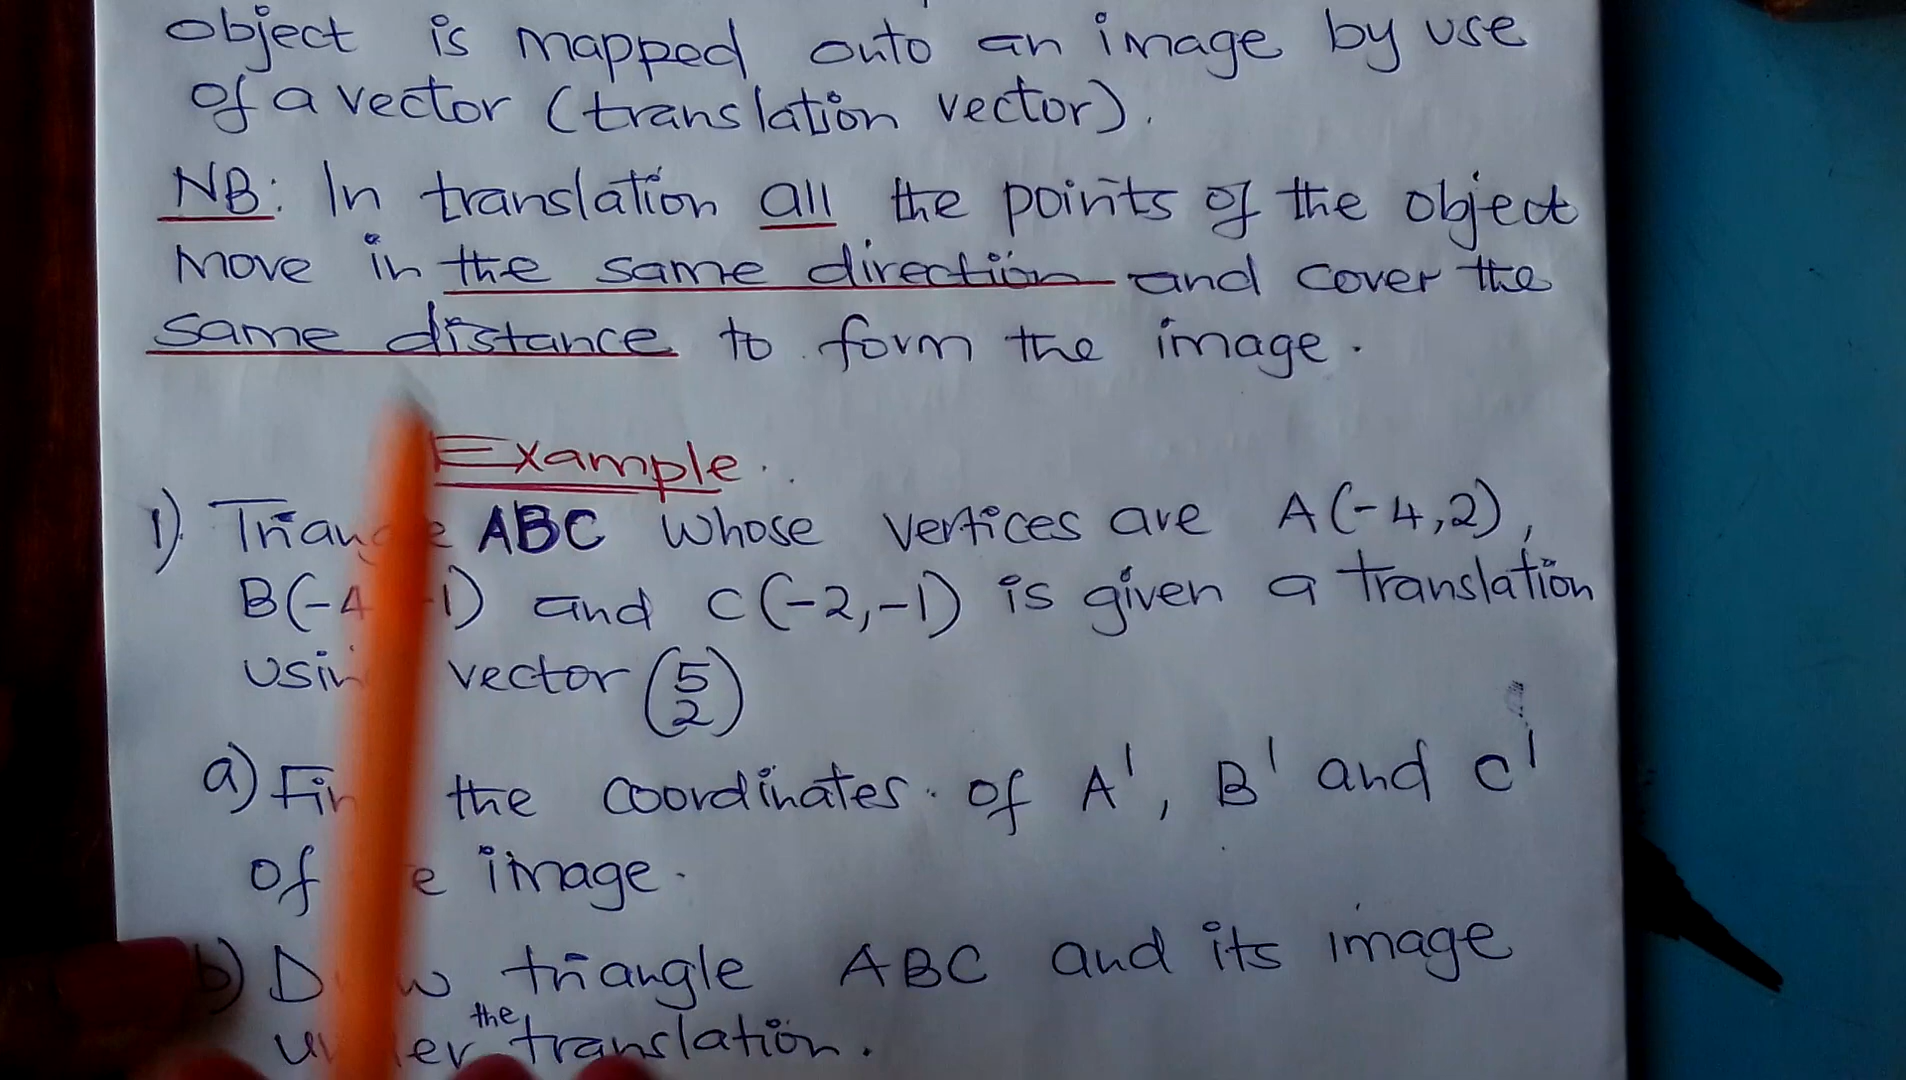 object is mapped onto an image by use
of a vector (translation vector).
NB: In translation all the points of the object
move in the same direction and cover the
same distance to form the image.
Example.
1) ABC whose vertices are A(-4,2),
B(-4 -1) and C(-2,-1) is given a translation
vector (5
2)
a) the coordinates of A', B' and C'
of image.
b) triangle ABC and its image
the
translation.